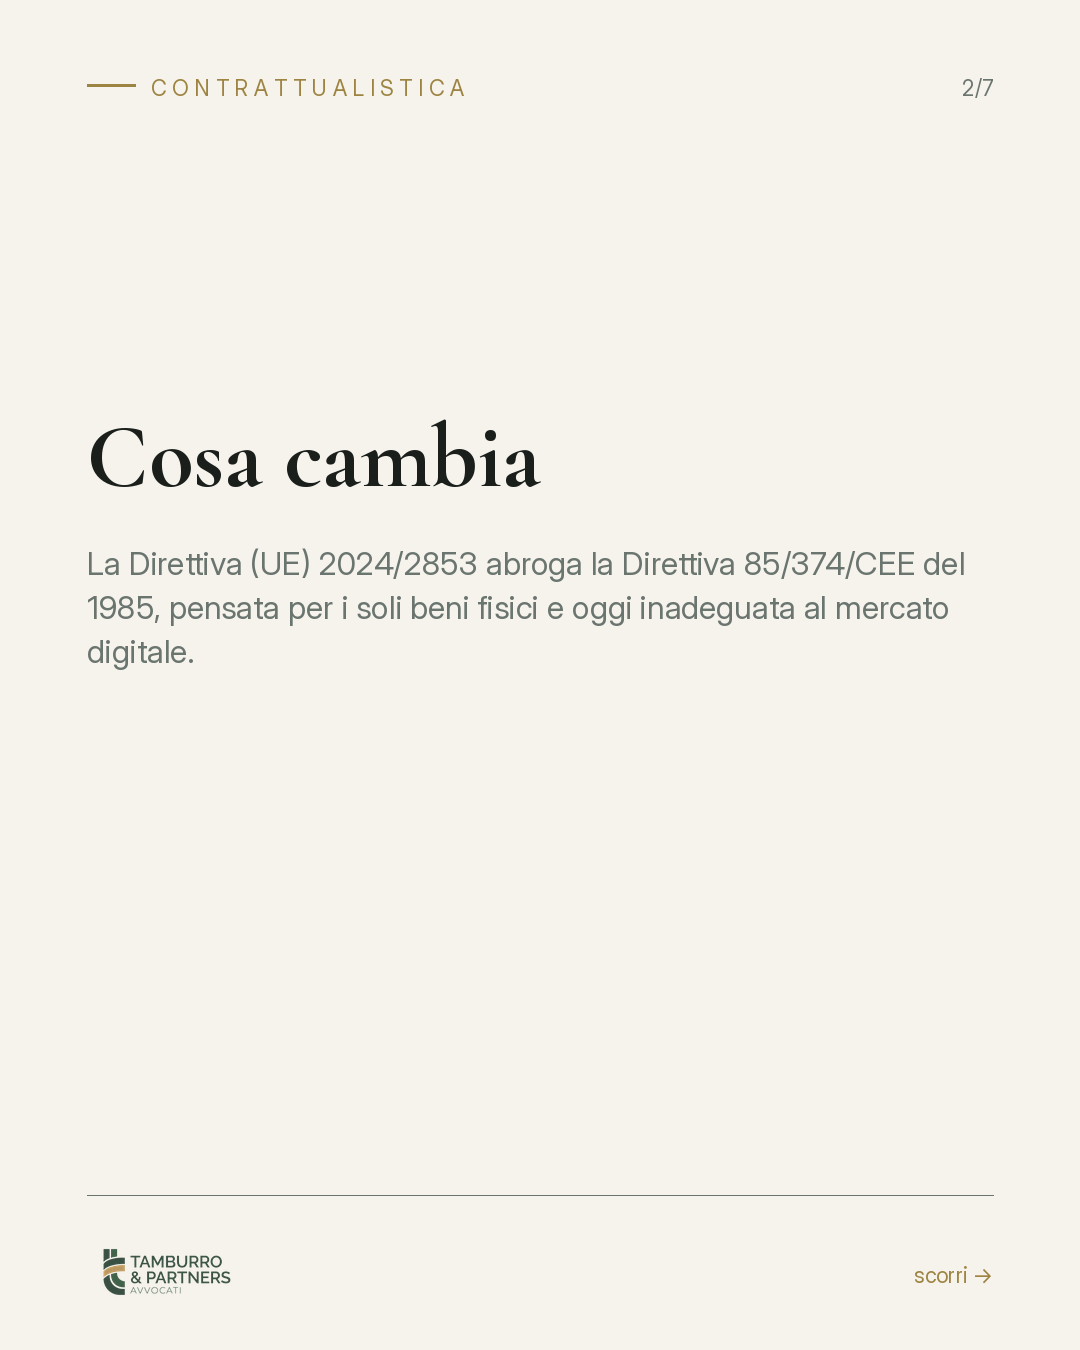 CONTRATTUALISTICA
2/7
Cosa cambia
La Direttiva (UE) 2024/2853 abroga la Direttiva 85/374/CEE del
1985, pensata per i soli beni fisici e oggi inadeguata al mercato
digitale.
TAMBURRO
& PARTNERS
AVVOCATI
scorri →